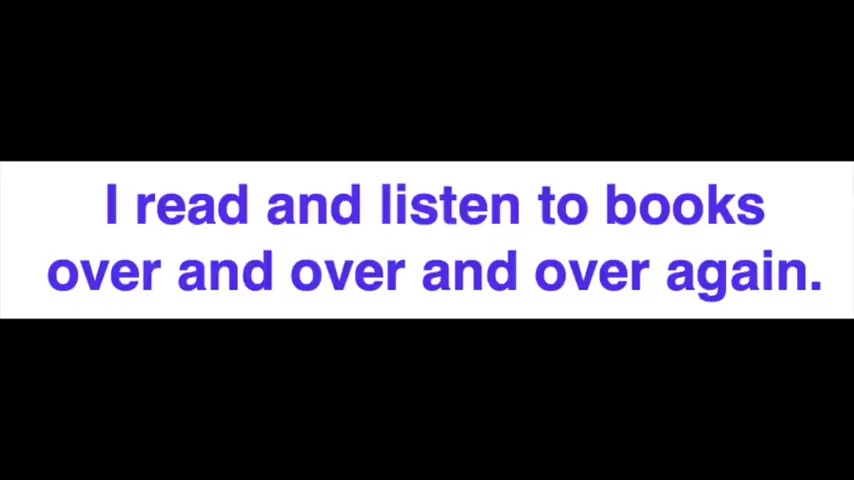 I read and listen to books
over and over and over again.